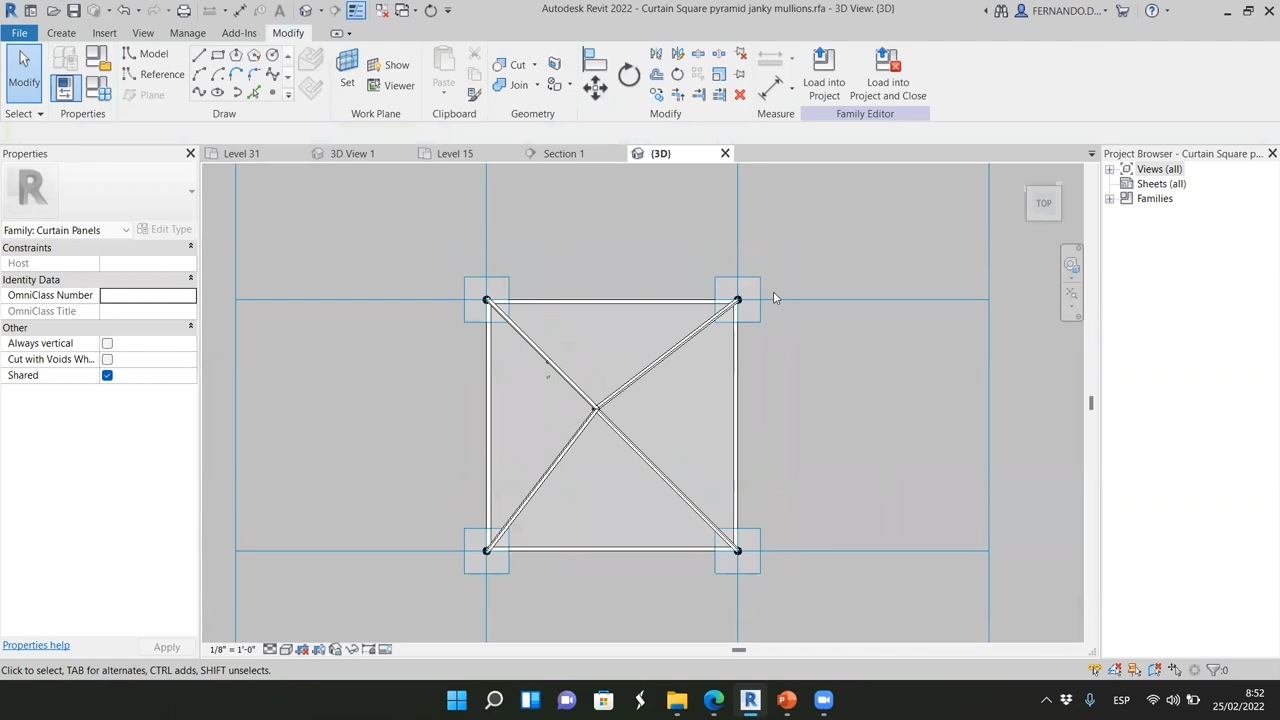 Autodesk Revit 2022 - Curtain Square pyramid janky mullions.rfa - 3D View: {3D}
FERNANDO.D...
File Create Insert View Manage Add-Ins Modify
Modify
Model
Reference
Plane
Set
Show
Viewer
Paste
Cut
Join
Load into Project
Load into Project and Close
Select Properties Draw Work Plane Clipboard Geometry Modify Measure Family Editor
Properties
Level 31 3D View 1 Level 15 Section 1 {3D}
Project Browser - Curtain Square p...
Views (all)
Sheets (all)
Families
R
TOP
Family: Curtain Panels Edit Type
Constraints
Host
Identity Data
OmniClass Number
OmniClass Title
Other
Always vertical
Cut with Voids Wh...
Shared
Properties help Apply
1/8" = 1'-0"
Click to select, TAB for alternates, CTRL adds, SHIFT unselects.
:0
ESP
8:52
25/02/2022